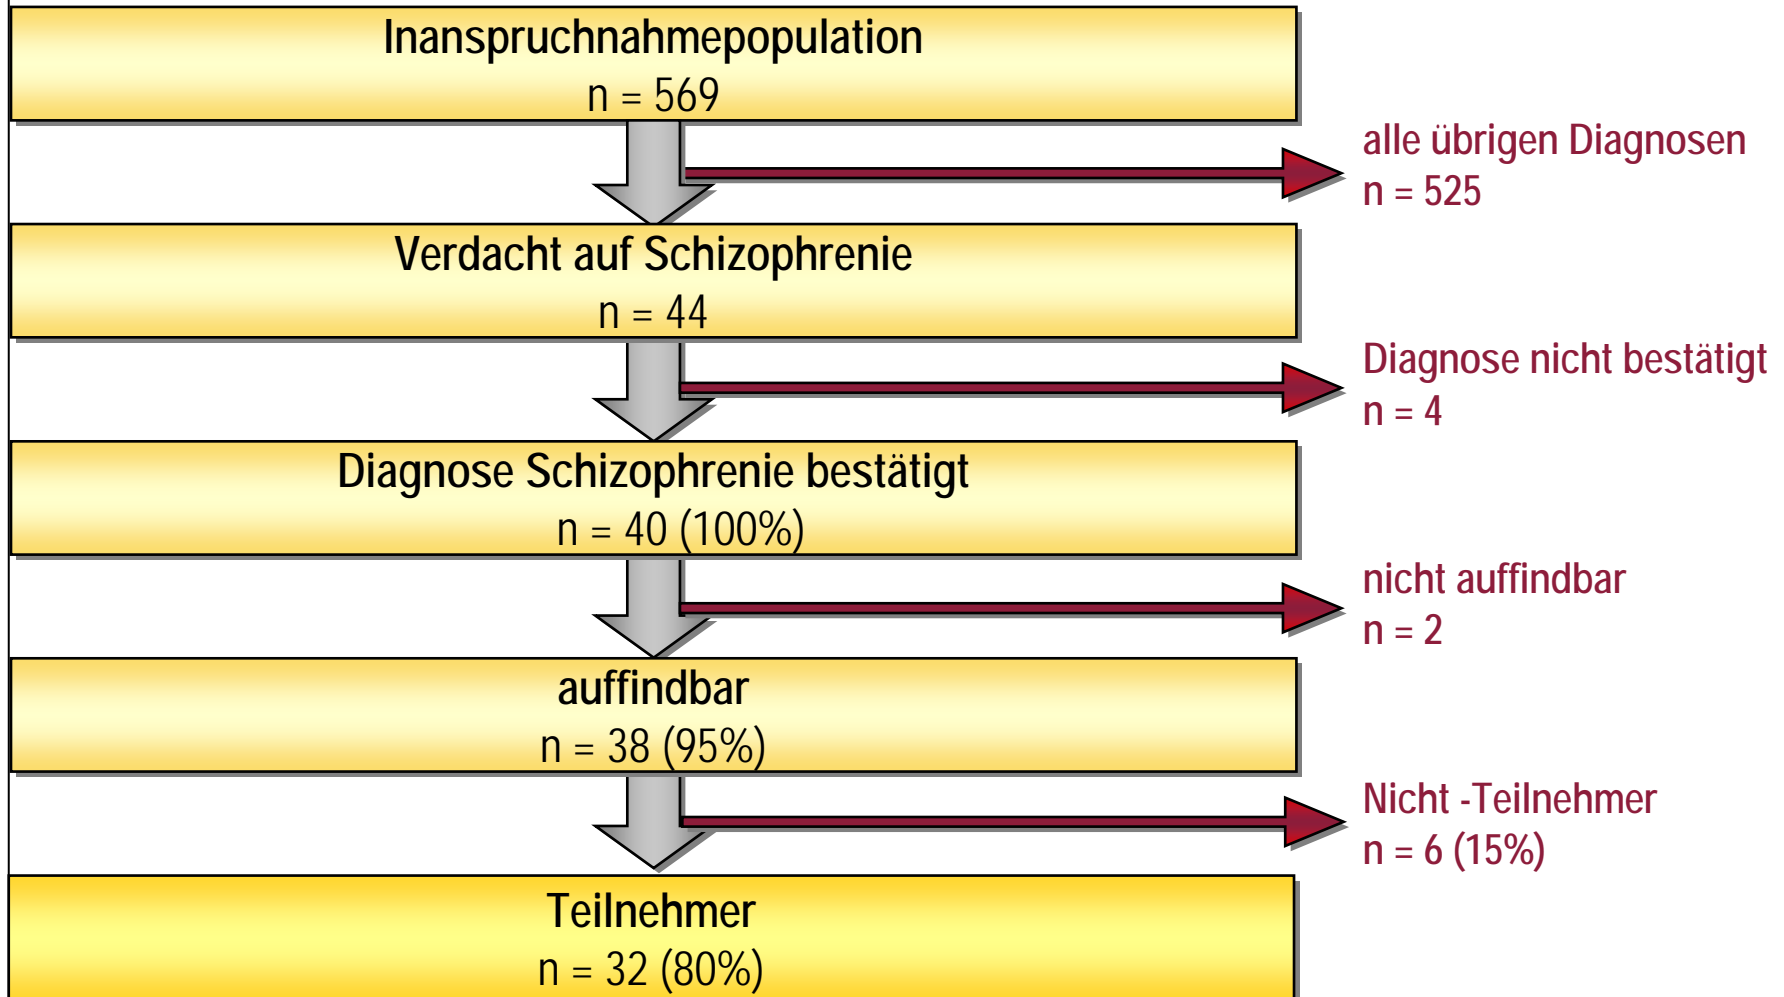 Inanspruchnahmepopulation
n = 569
alle übrigen Diagnosen
n = 525
Verdacht auf Schizophrenie
n = 44
Diagnose nicht bestätigt
n = 4
Diagnose Schizophrenie bestätigt
n = 40 (100%)
nicht auffindbar
n = 2
auffindbar
n = 38 (95%)
Nicht -Teilnehmer
n = 6 (15%)
Teilnehmer
n = 32 (80%)